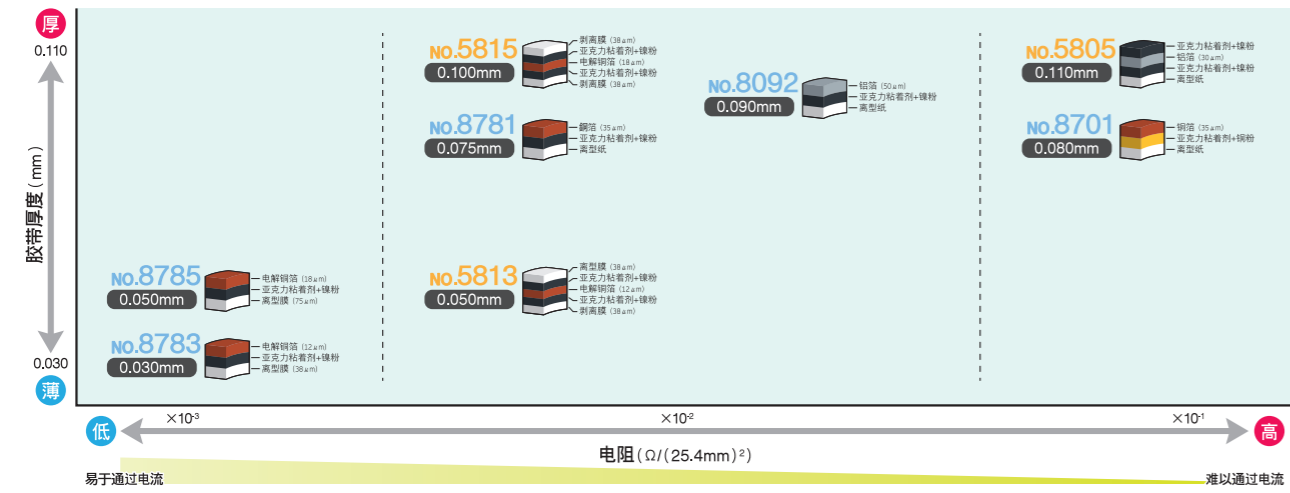 厚
0.110
胶带厚度(mm)
0.030
薄
NO.5815
0.100mm
剥离膜 (38μm)
亚克力粘着剂+镍粉
电解铜箔 (18μm)
亚克力粘着剂+镍粉
剥离膜 (38μm)
NO.8781
0.075mm
銅箔 (35μm)
亚克力粘着剂+镍粉
离型纸
NO.8092
0.090mm
铝箔 (50μm)
亚克力粘着剂+镍粉
离型纸
NO.5805
0.110mm
亚克力粘着剂+镍粉
铝箔 (30μm)
亚克力粘着剂+镍粉
离型纸
NO.8701
0.080mm
铜箔 (35μm)
亚克力粘着剂+铜粉
离型纸
NO.8785
0.050mm
电解铜箔 (18μm)
亚克力粘着剂+镍粉
离型膜 (75μm)
NO.5813
0.050mm
离型膜 (38μm)
亚克力粘着剂+镍粉
电解铜箔 (12μm)
亚克力粘着剂+镍粉
剥离膜 (38μm)
NO.8783
0.030mm
电解铜箔 (12μm)
亚克力粘着剂+镍粉
离型膜 (38μm)
×10⁻³
×10⁻²
×10⁻¹
低
高
电阻(Ω/(25.4mm)²)
易于通过电流
难以通过电流